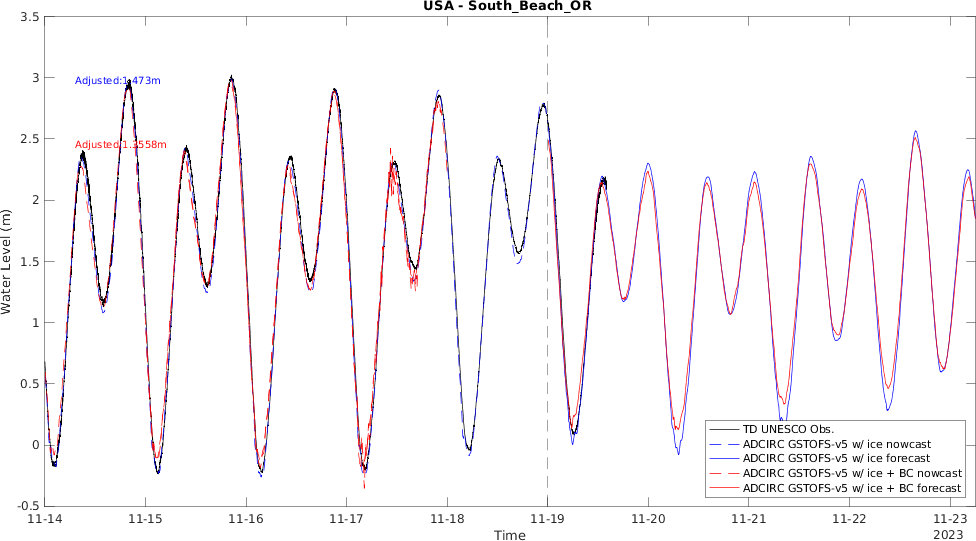 USA - South_Beach_OR
3.5
3
2.5
2
1.5
1
0.5
0
-0.5
Water Level (m)
Adjusted:1.473m
Adjusted:1.1558m
TD UNESCO Obs.
ADCIRC GSTOFS-v5 w/ ice nowcast
ADCIRC GSTOFS-v5 w/ ice forecast
ADCIRC GSTOFS-v5 w/ ice + BC nowcast
ADCIRC GSTOFS-v5 w/ ice + BC forecast
11-14 11-15 11-16 11-17 11-18 11-19 11-20 11-21 11-22 11-23
Time
2023